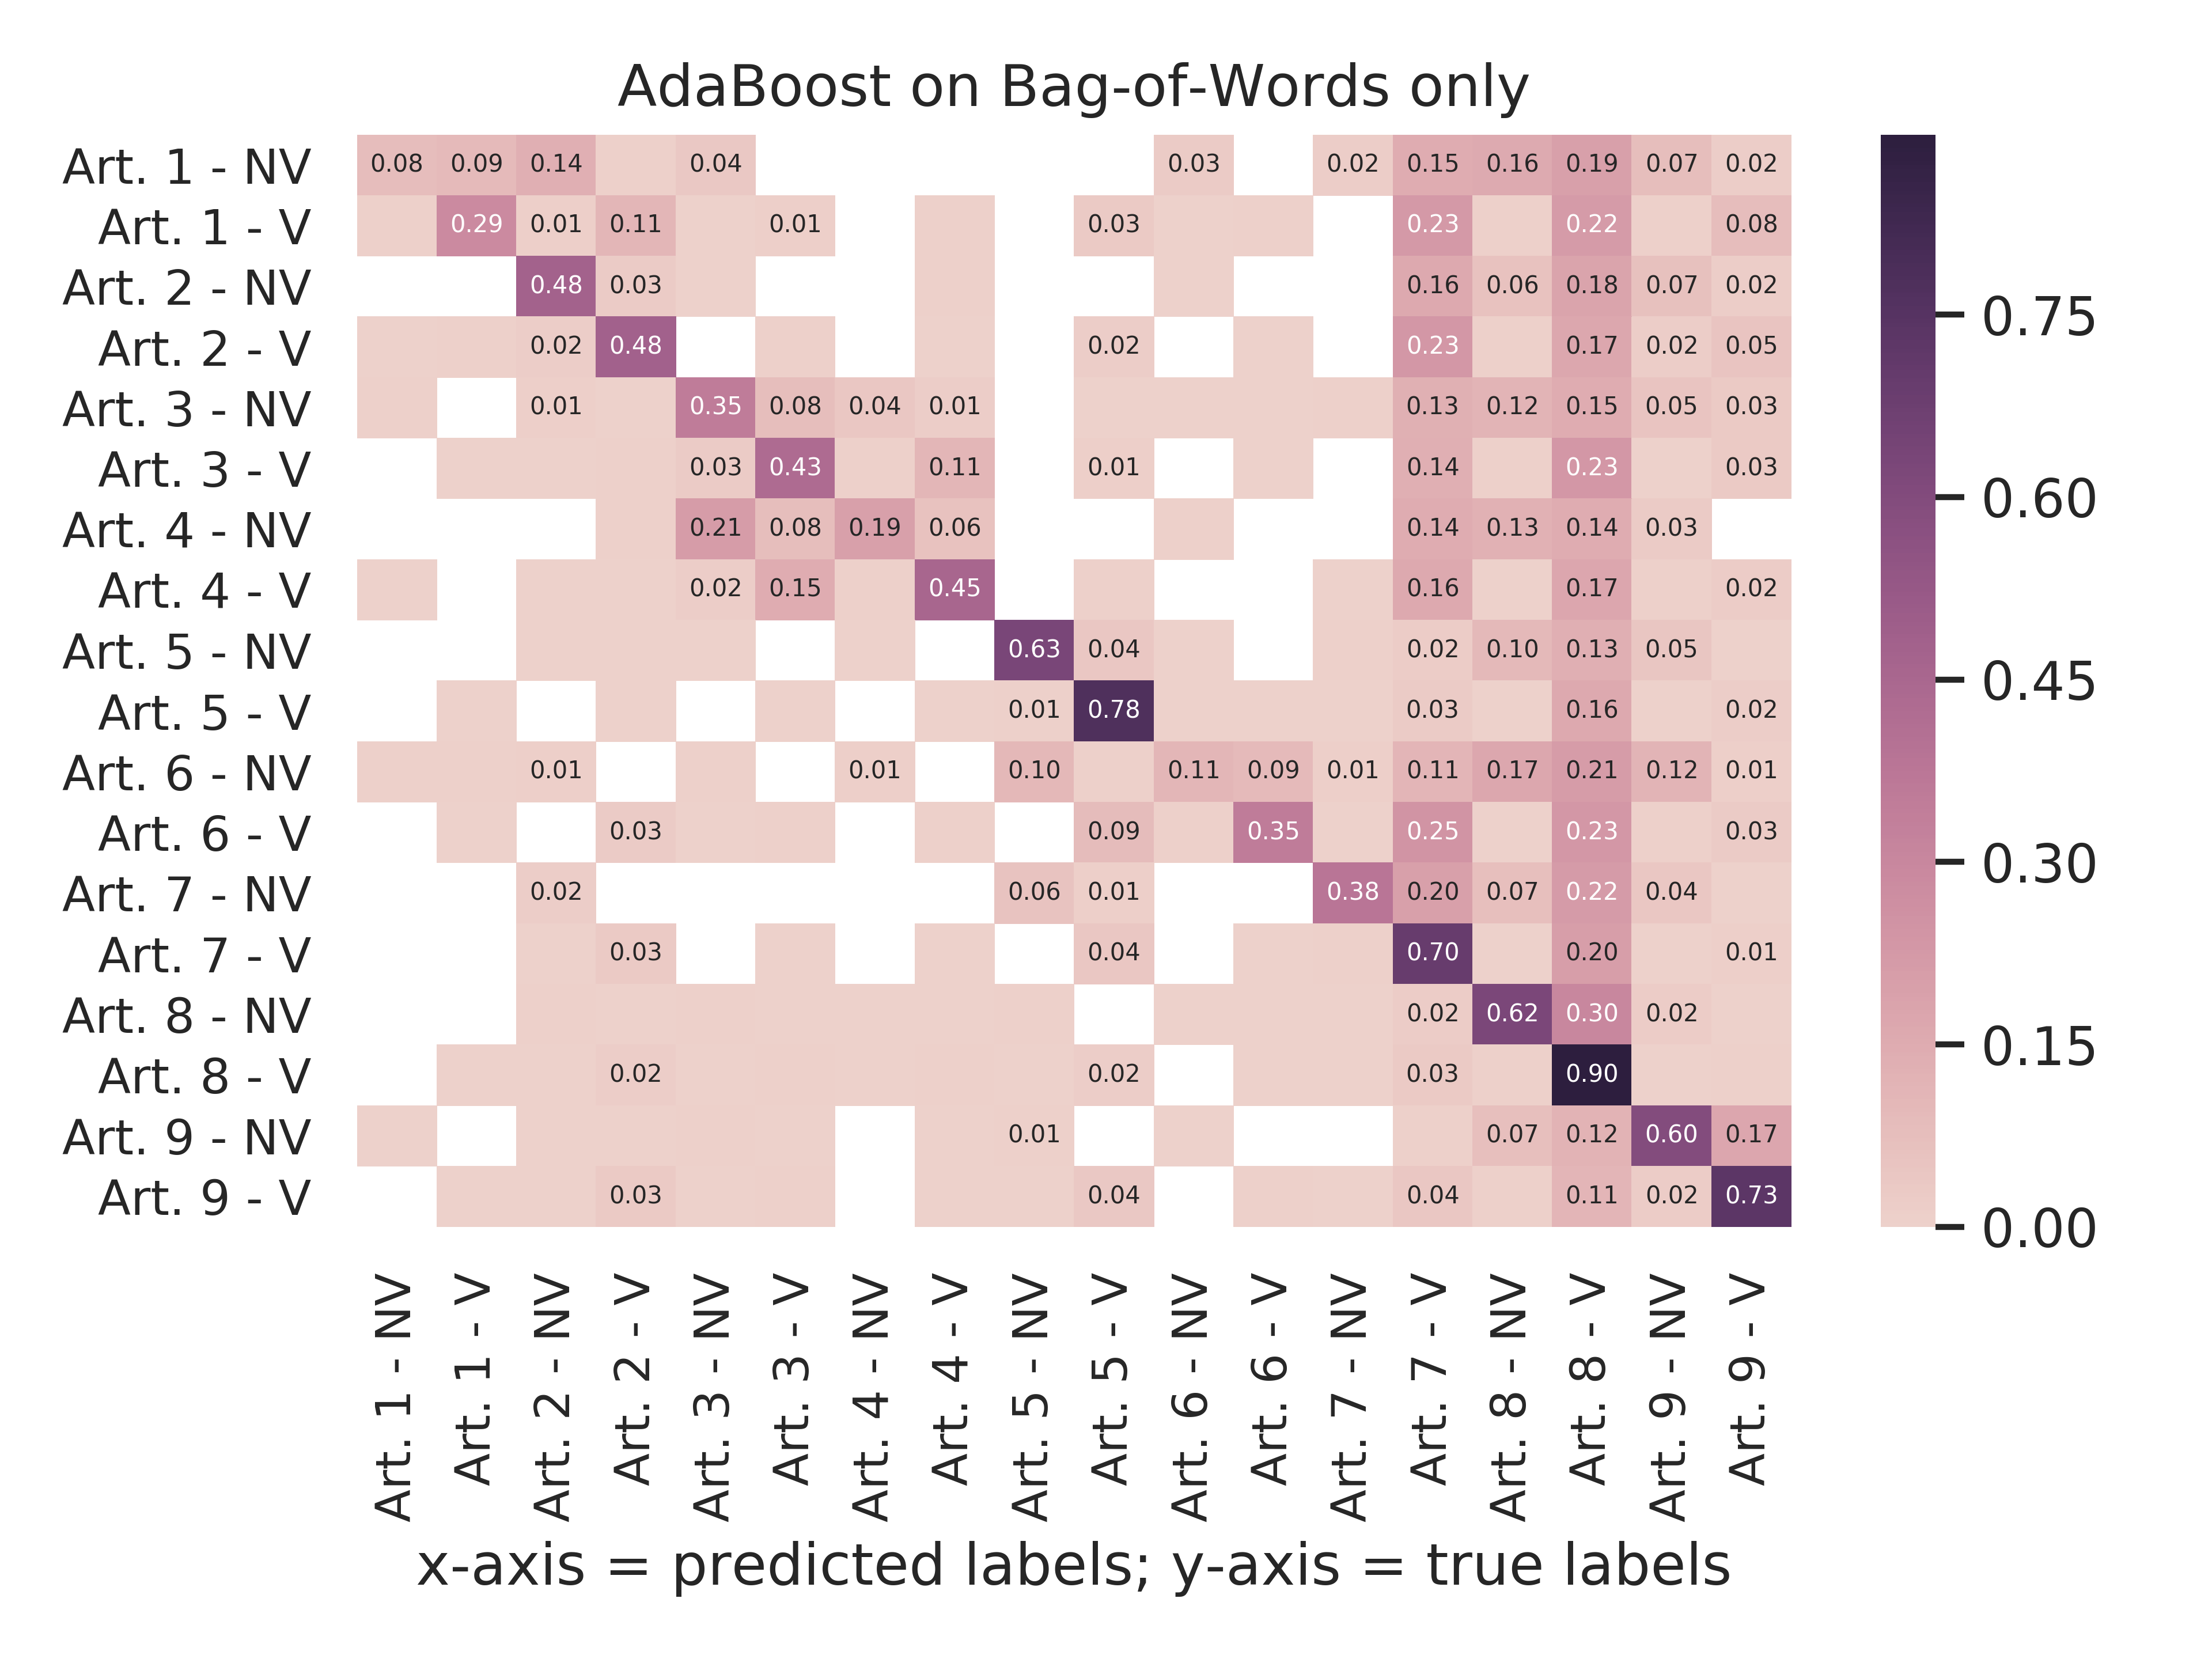 AdaBoost on Bag-of-Words only
Art. 1 - NV 0.08 0.09 0.14 0.04 0.03 0.02 0.15 0.16 0.19 0.07 0.02
Art. 1 - V 0.29 0.01 0.11 0.01 0.03 0.23 0.22 0.08
Art. 2 - NV 0.48 0.03 0.16 0.06 0.18 0.07 0.02
Art. 2 - V 0.02 0.48 0.02 0.23 0.17 0.02 0.05
Art. 3 - NV 0.01 0.35 0.08 0.04 0.01 0.13 0.12 0.15 0.05 0.03
Art. 3 - V 0.03 0.43 0.11 0.01 0.14 0.23 0.03
Art. 4 - NV 0.21 0.08 0.19 0.06 0.14 0.13 0.14 0.03
Art. 4 - V 0.02 0.15 0.45 0.16 0.17 0.02
Art. 5 - NV 0.63 0.04 0.02 0.10 0.13 0.05
Art. 5 - V 0.01 0.78 0.03 0.16 0.02
Art. 6 - NV 0.01 0.01 0.10 0.11 0.09 0.01 0.11 0.17 0.21 0.12 0.01
Art. 6 - V 0.03 0.09 0.35 0.25 0.23 0.03
Art. 7 - NV 0.02 0.06 0.01 0.38 0.20 0.07 0.22 0.04
Art. 7 - V 0.03 0.04 0.70 0.20 0.01
Art. 8 - NV 0.02 0.62 0.30 0.02
Art. 8 - V 0.02 0.02 0.03 0.90
Art. 9 - NV 0.01 0.07 0.12 0.60 0.17
Art. 9 - V 0.03 0.04 0.04 0.11 0.02 0.73
Art. 1 - NV
Art. 1 - V
Art. 2 - NV
Art. 2 - V
Art. 3 - NV
Art. 3 - V
Art. 4 - NV
Art. 4 - V
Art. 5 - NV
Art. 5 - V
Art. 6 - NV
Art. 6 - V
Art. 7 - NV
Art. 7 - V
Art. 8 - NV
Art. 8 - V
Art. 9 - NV
Art. 9 - V
x-axis = predicted labels; y-axis = true labels
0.75
0.60
0.45
0.30
0.15
0.00